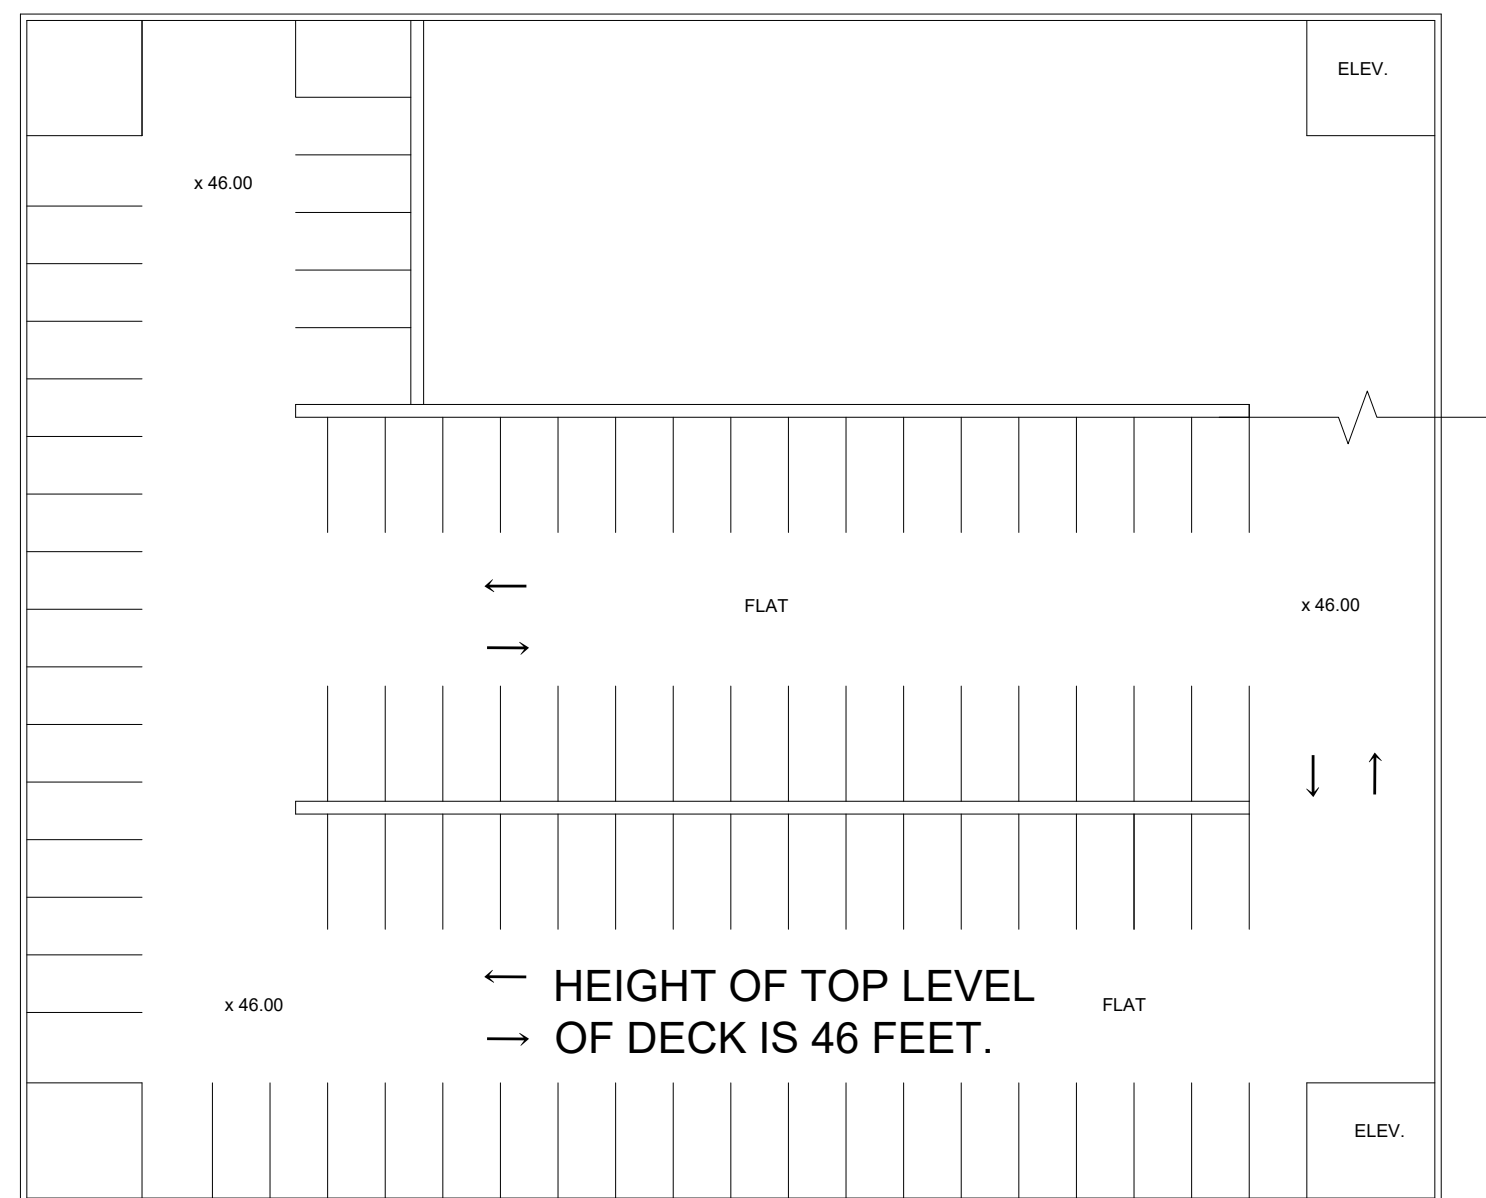 ELEV.
x 46.00
FLAT
x 46.00
HEIGHT OF TOP LEVEL
OF DECK IS 46 FEET.
x 46.00
FLAT
ELEV.